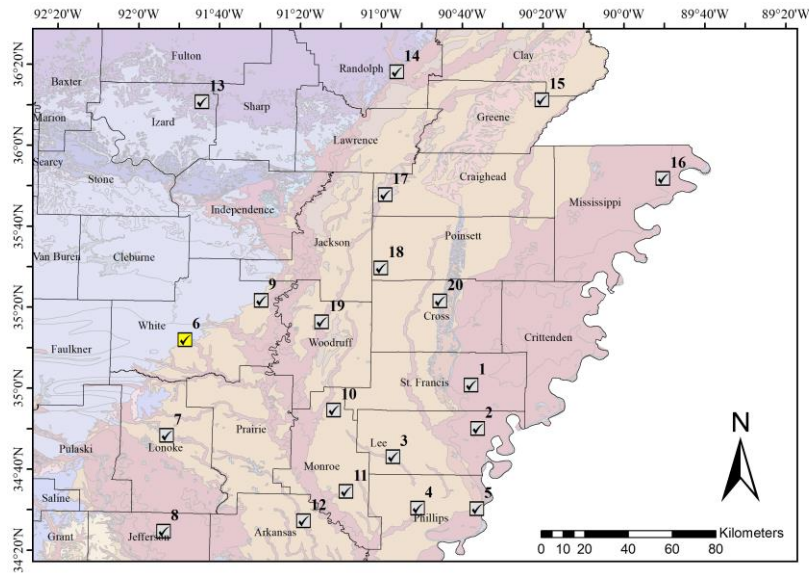 92°20'W 92°0'W 91°40'W 91°20'W 91°0'W 90°40'W 90°20'W 90°0'W 89°40'W 89°20'W
36°20'N
36°0'N
35°40'N
35°20'N
35°0'N
34°40'N
34°20'N
Fulton
Randolph
14
Clay
Baxter
13
Sharp
15
Marion
Izard
Greene
Searcy
Lawrence
Stone
17
Craighead
16
Independence
Mississippi
Jackson
Poinsett
Van Buren
Cleburne
18
9
20
White
6
19
Cross
Woodruff
Crittenden
Faulkner
1
St. Francis
10
2
7
Lonoke
Prairie
Lee
3
Pulaski
Monroe
11
4
5
Saline
12
Phillips
8
Grant
Jefferson
Arkansas
N
Kilometers
0 10 20 40 60 80